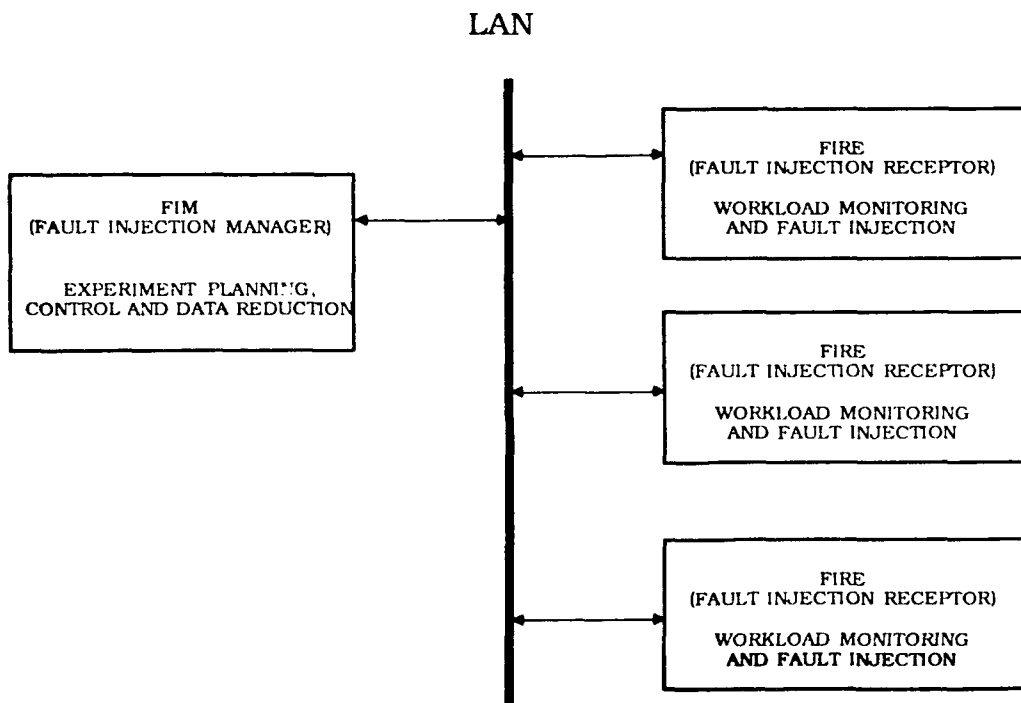 LAN
FIM
(FAULT INJECTION MANAGER)
EXPERIMENT PLANNING,
CONTROL AND DATA REDUCTION
FIRE
(FAULT INJECTION RECEPTOR)
WORKLOAD MONITORING
AND FAULT INJECTION
FIRE
(FAULT INJECTION RECEPTOR)
WORKLOAD MONITORING
AND FAULT INJECTION
FIRE
(FAULT INJECTION RECEPTOR)
WORKLOAD MONITORING
AND FAULT INJECTION